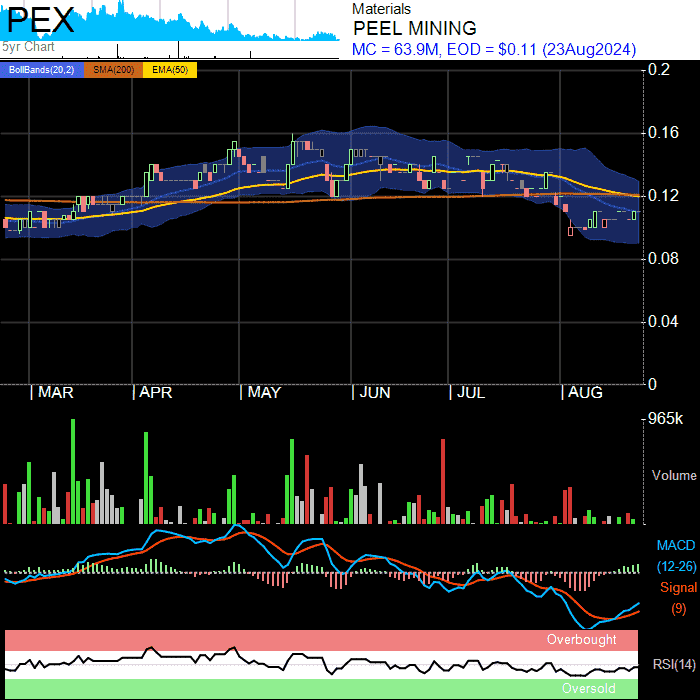 PEX
5yr Chart
Materials
PEEL MINING
MC = 63.9M, EOD = $0.11 (23Aug2024)
BollBands(20,2) SMA(200) EMA(50)
0.2
0.16
0.12
0.08
0.04
0
MAR APR MAY JUN JUL AUG
965k
Volume
MACD
(12-26)
Signal
(9)
Overbought
RSI(14)
Oversold